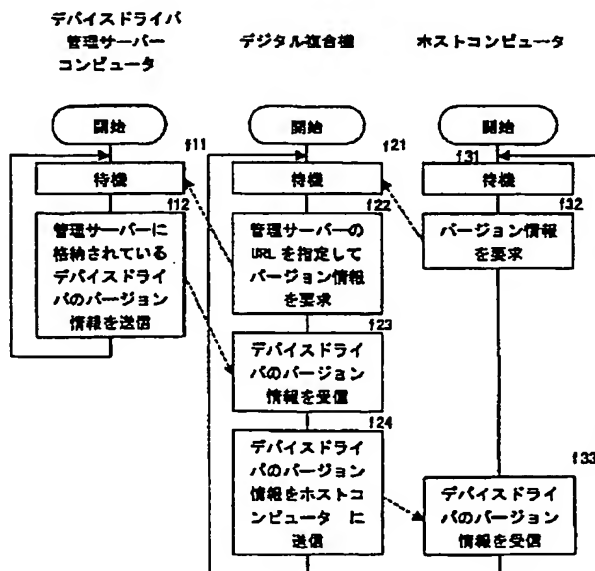 デバイスドライバ
管理サーバー
コンピュータ
デジタル複合機
ホストコンピュータ
開始
開始
開始
f11
f21
f31
待機
待機
待機
f12
f22
f32
管理サーバーに
格納されている
デバイスドライ
バのバージョン
情報を送信
管理サーバーの
URLを指定して
バージョン情報
を要求
バージョン情報
を要求
f23
デバイスドライ
バのバージョン
情報を受信
f24
デバイスドライ
バのバージョン
情報をホストコ
ンピュータ に
送信
f33
デバイスドライ
バのバージョン
情報を受信